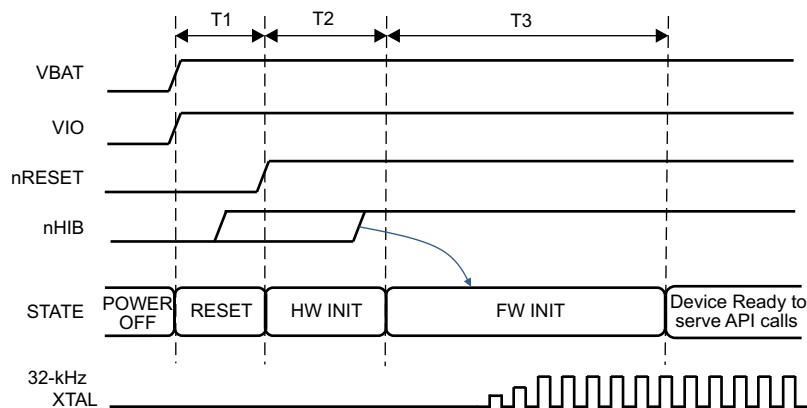 T1
T2
T3
VBAT
VIO
nRESET
nHIB
STATE
POWER
OFF
RESET
HW INIT
FW INIT
Device Ready to
serve API calls
32-kHz
XTAL